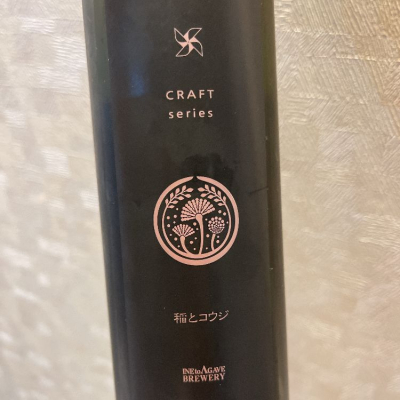 CRAFT
series
稲とコウジ
INE to AGAVE
BREWERY